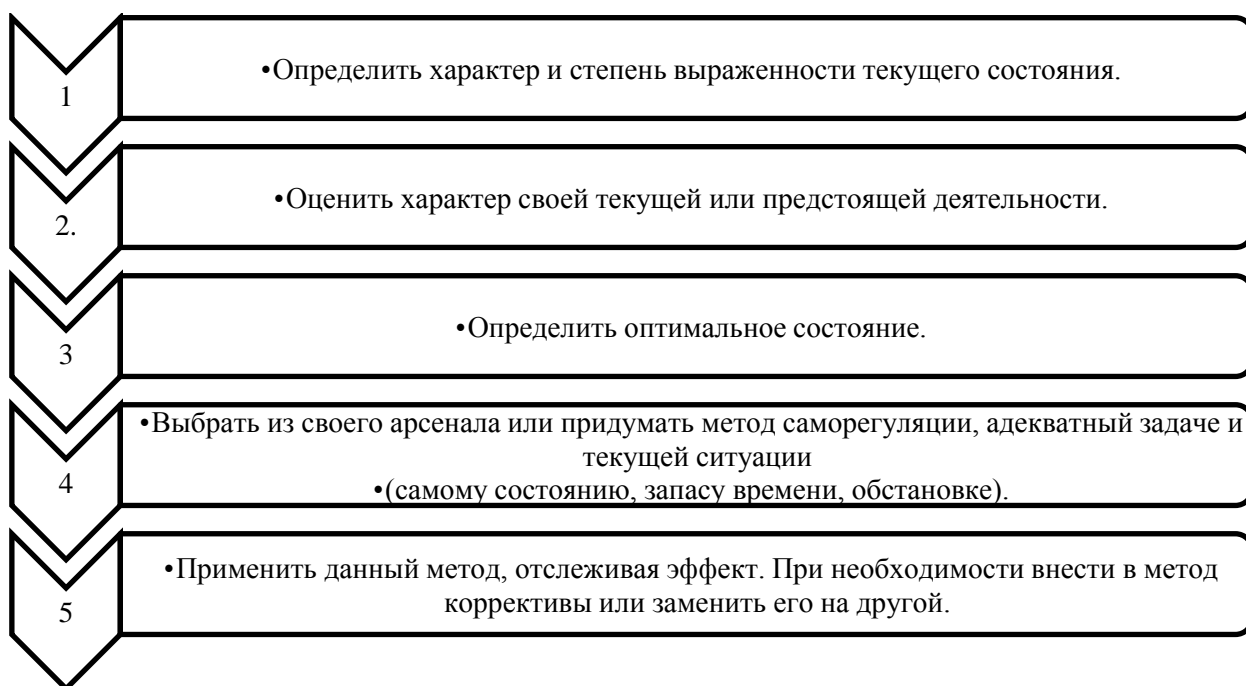 1
•Определить характер и степень выраженности текущего состояния.
2.
•Оценить характер своей текущей или предстоящей деятельности.
3
•Определить оптимальное состояние.
4
•Выбрать из своего арсенала или придумать метод саморегуляции, адекватный задаче и
текущей ситуации
•(самому состоянию, запасу времени, обстановке).
5
•Применить данный метод, отслеживая эффект. При необходимости внести в метод
коррективы или заменить его на другой.